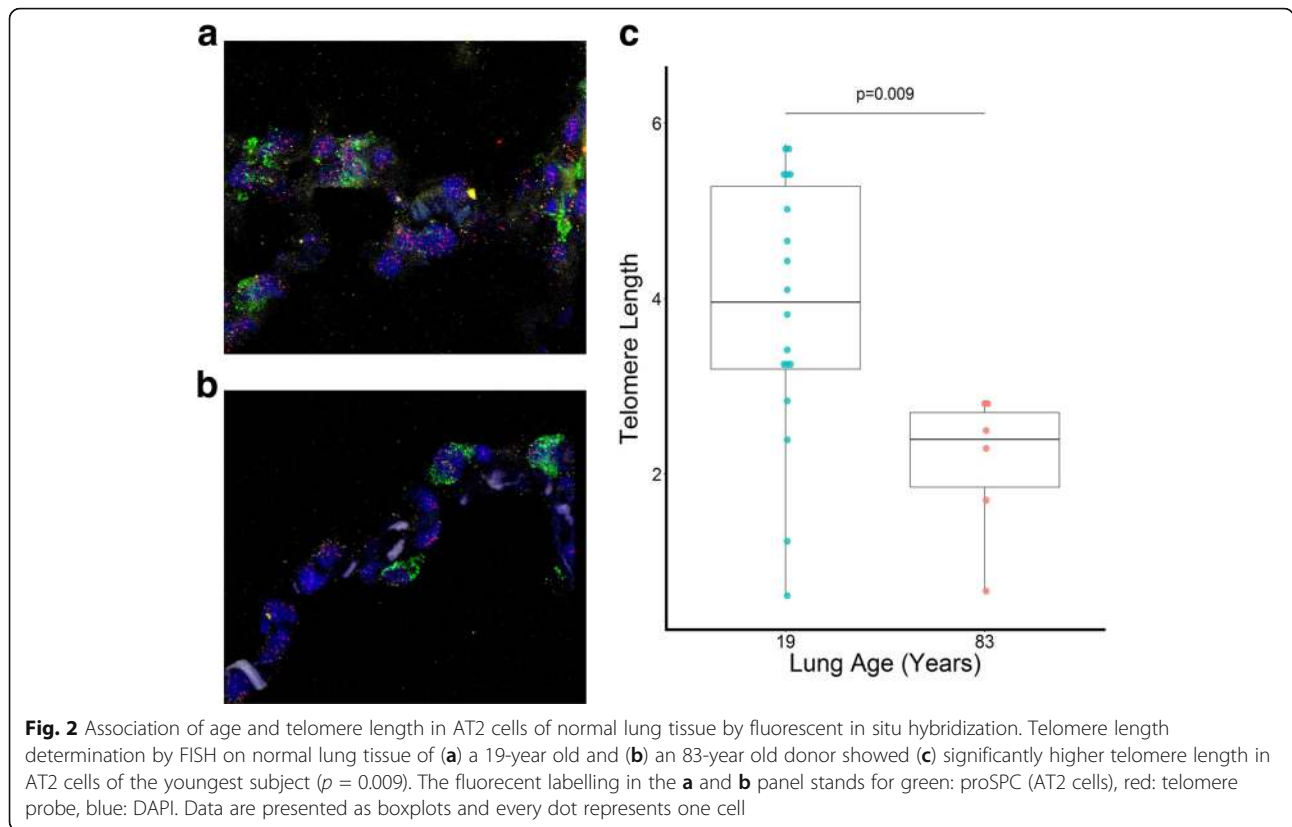 a
b
c
p=0.009
6
4
2
Telomere Length
19
83
Lung Age (Years)
Fig. 2 Association of age and telomere length in AT2 cells of normal lung tissue by fluorescent in situ hybridization. Telomere length
determination by FISH on normal lung tissue of (a) a 19-year old and (b) an 83-year old donor showed (c) significantly higher telomere length in
AT2 cells of the youngest subject (p = 0.009). The fluorecent labelling in the a and b panel stands for green: proSPC (AT2 cells), red: telomere
probe, blue: DAPI. Data are presented as boxplots and every dot represents one cell